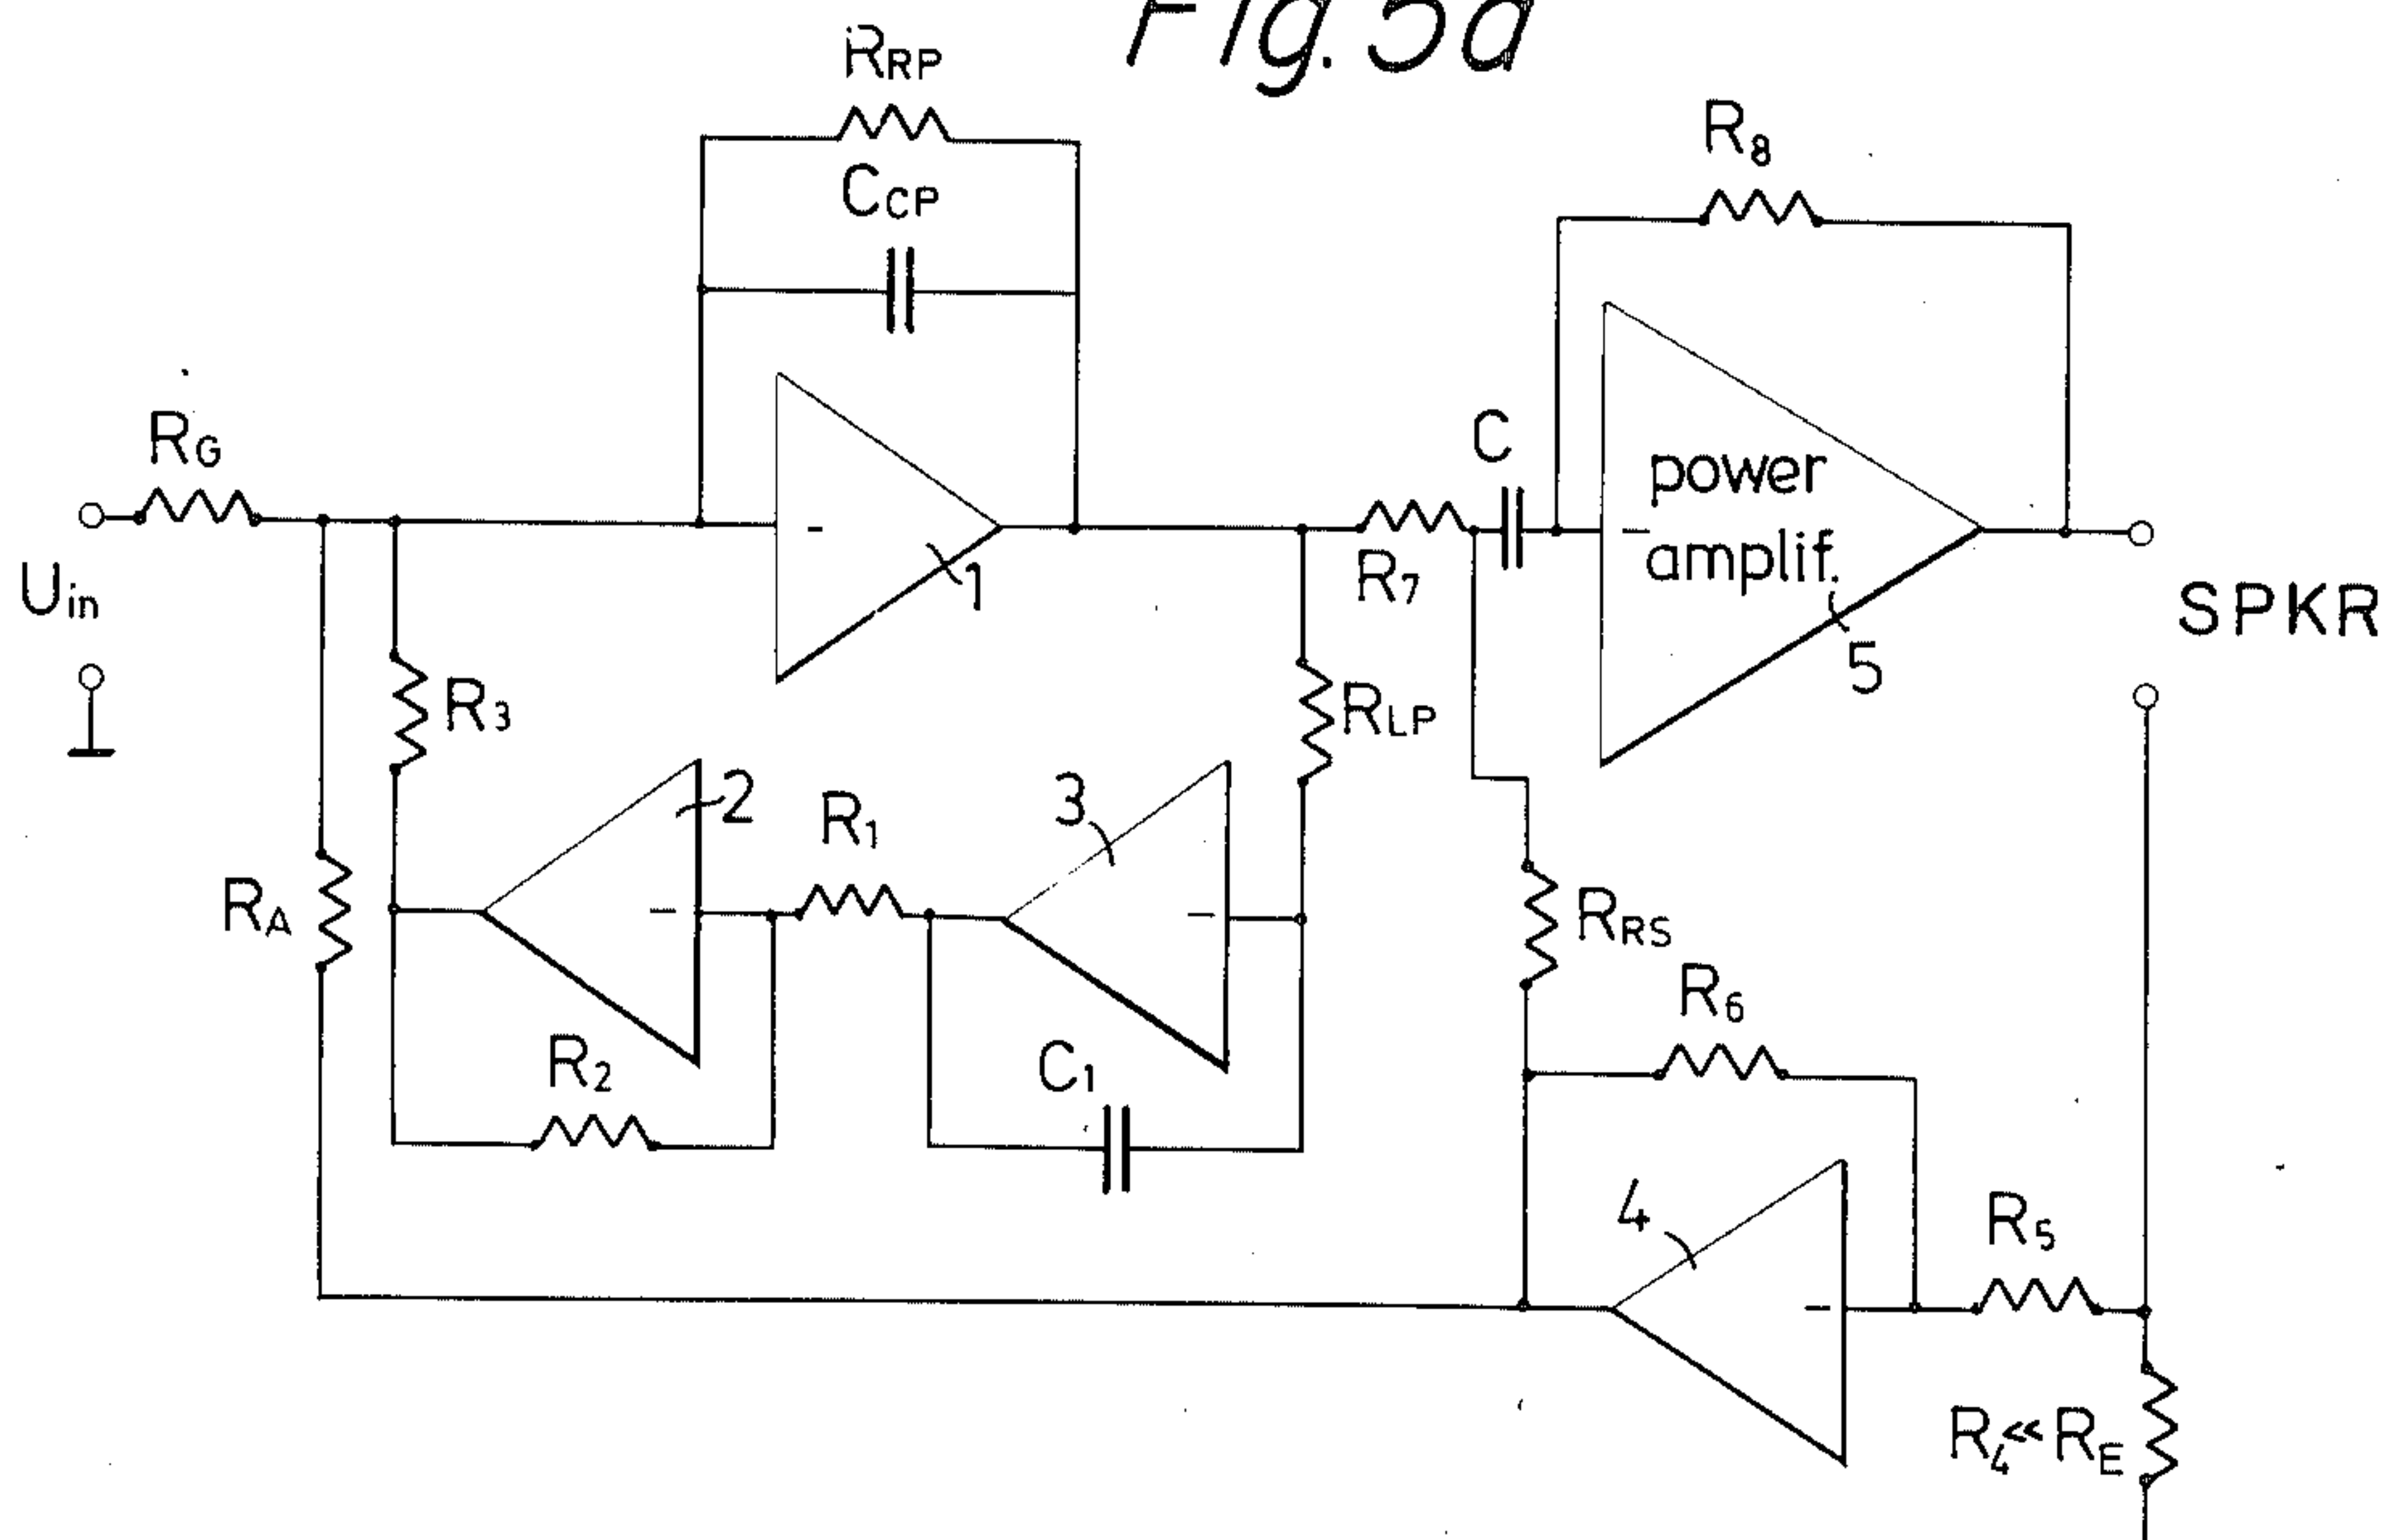 Fig. 5a
RRP
CCP
R8
RG
C
power
amplif.
Uin
1
R7
5
SPKR
R3
RLP
2
R1
3
RA
RRS
R6
R2
C1
4
R5
R4<<RE